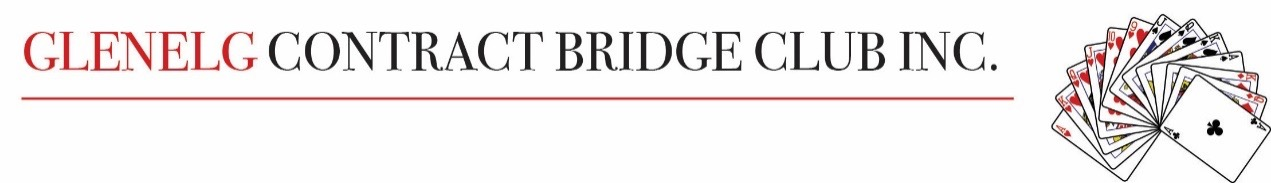 GLENELG CONTRACT BRIDGE CLUB INC.